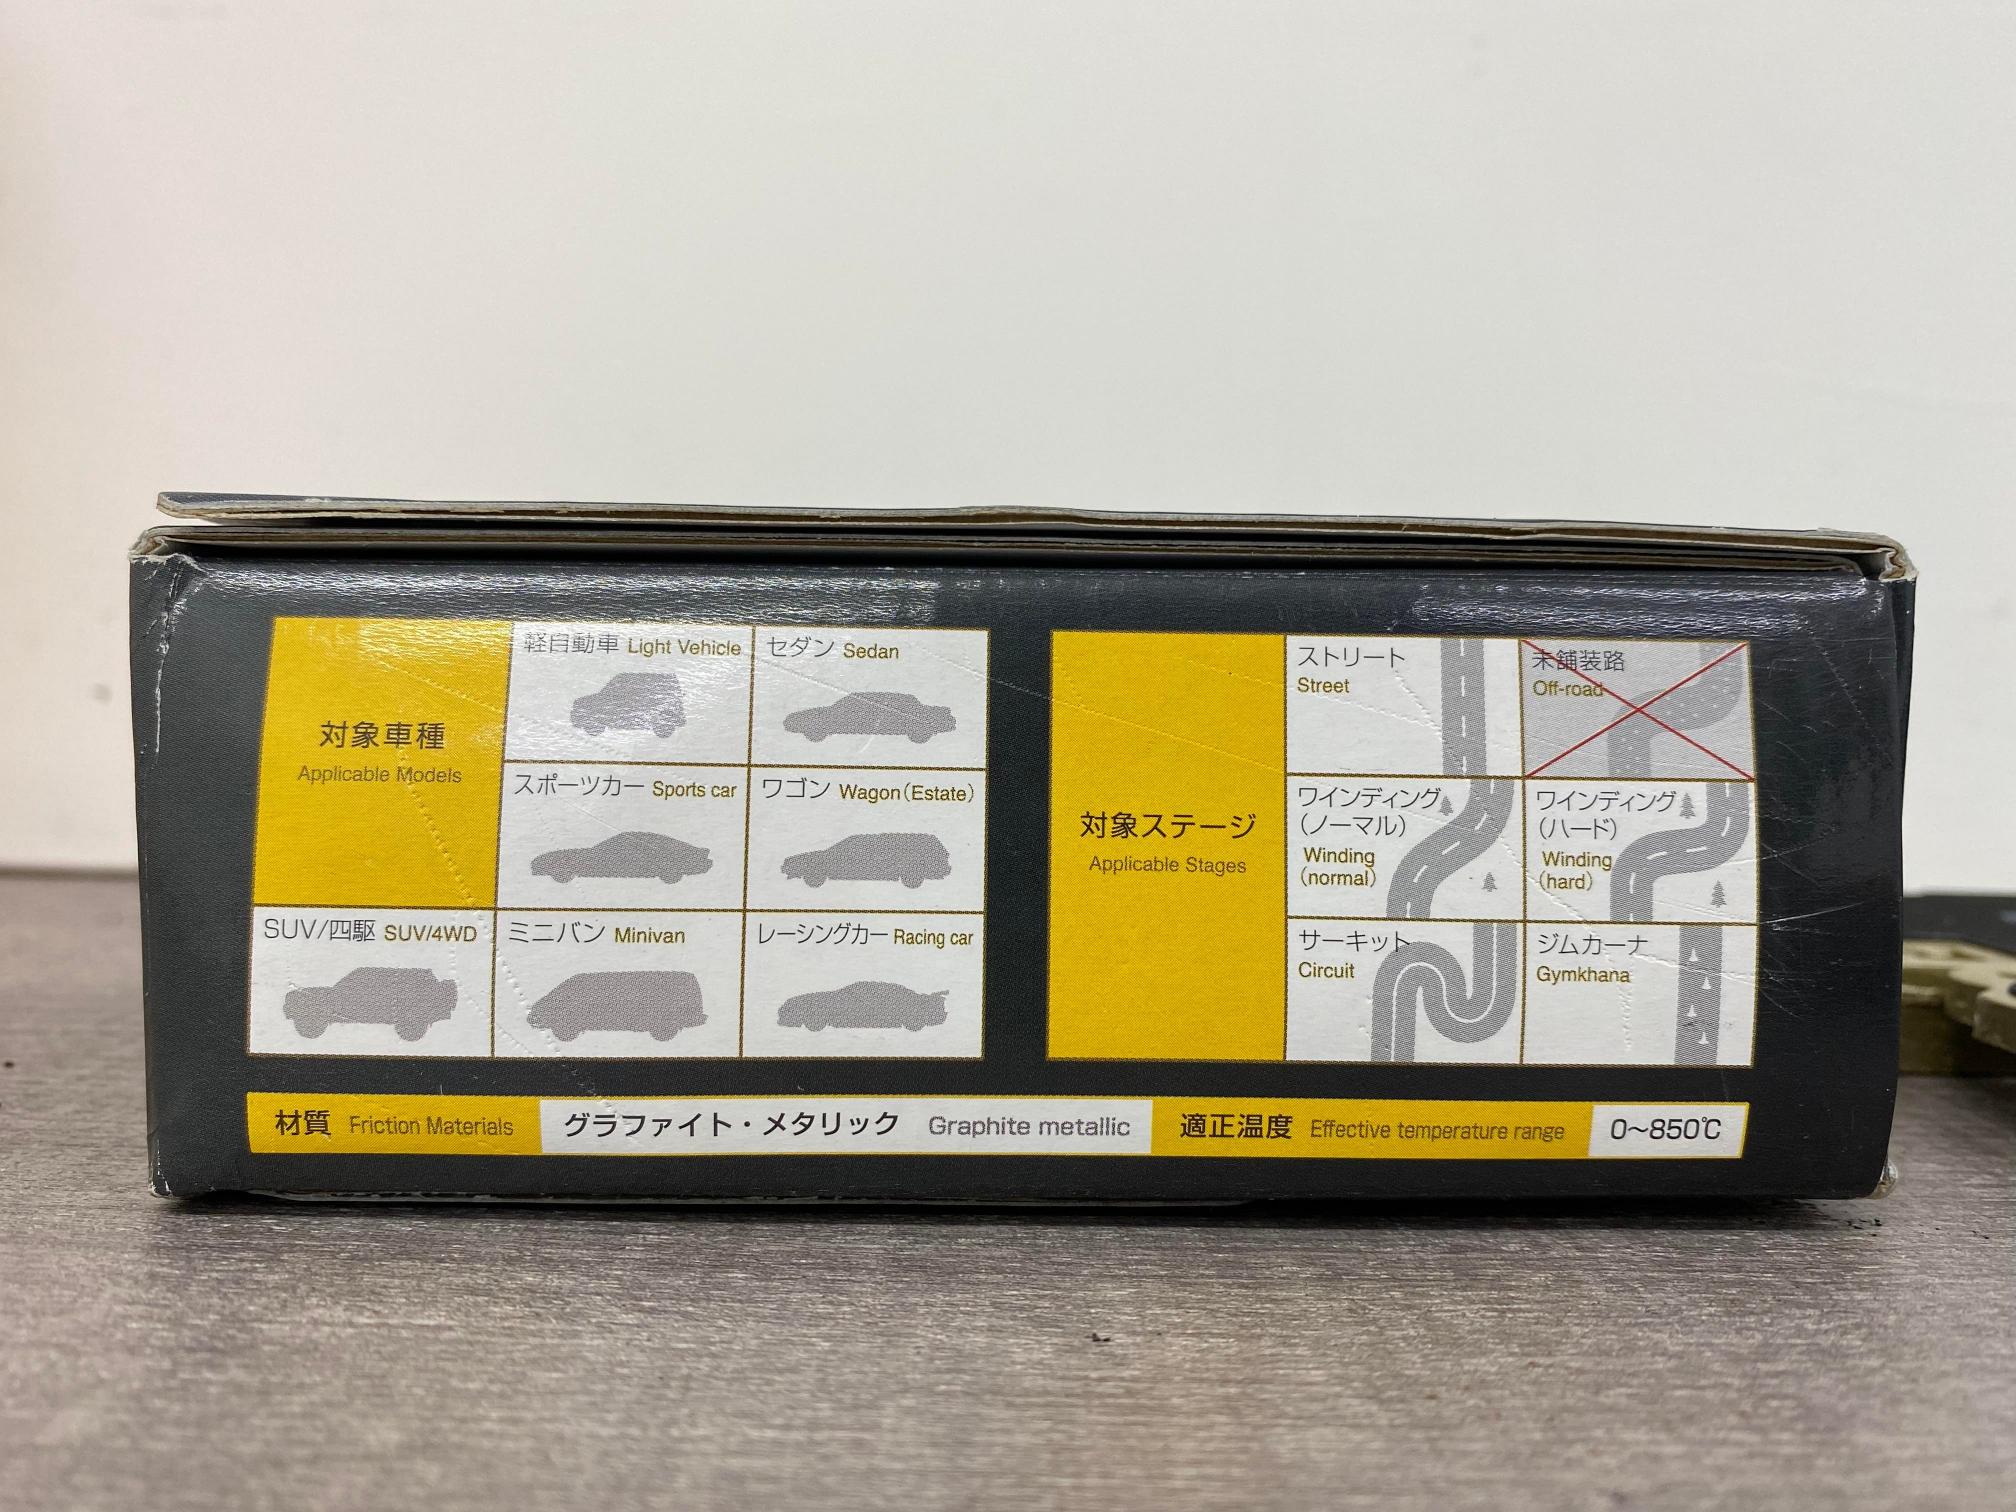 対象車種
Applicable Models
軽自動車 Light Vehicle
セダン Sedan
スポーツカー Sports car
ワゴン Wagon(Estate)
SUV/四駆 SUV/4WD
ミニバン Minivan
レーシングカー Racing car
対象ステージ
Applicable Stages
ストリート
Street
未舗装路
Off-road
ワインディング
(ノーマル)
Winding
(normal)
ワインディング
(ハード)
Winding
(hard)
サーキット
Circuit
ジムカーナ
Gymkhana
材質 Friction Materials グラファイト・メタリック Graphite metallic 適正温度 Effective temperature range 0～850℃